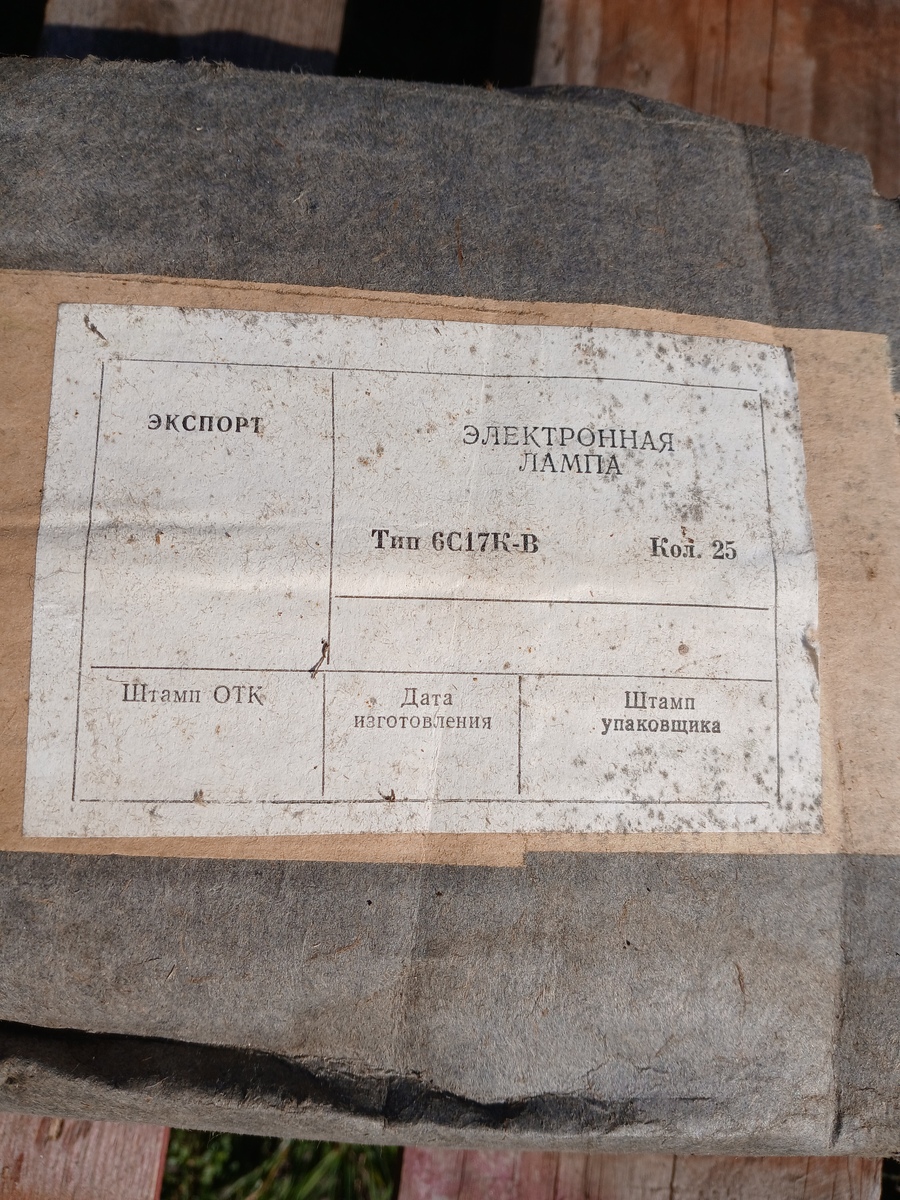 ЭКСПОРТ
ЭЛЕКТРОННАЯ
ЛАМПА
Тип 6С17К-В Кол. 25
Штамп ОТК
Дата
изготовления
Штамп
упаковщика